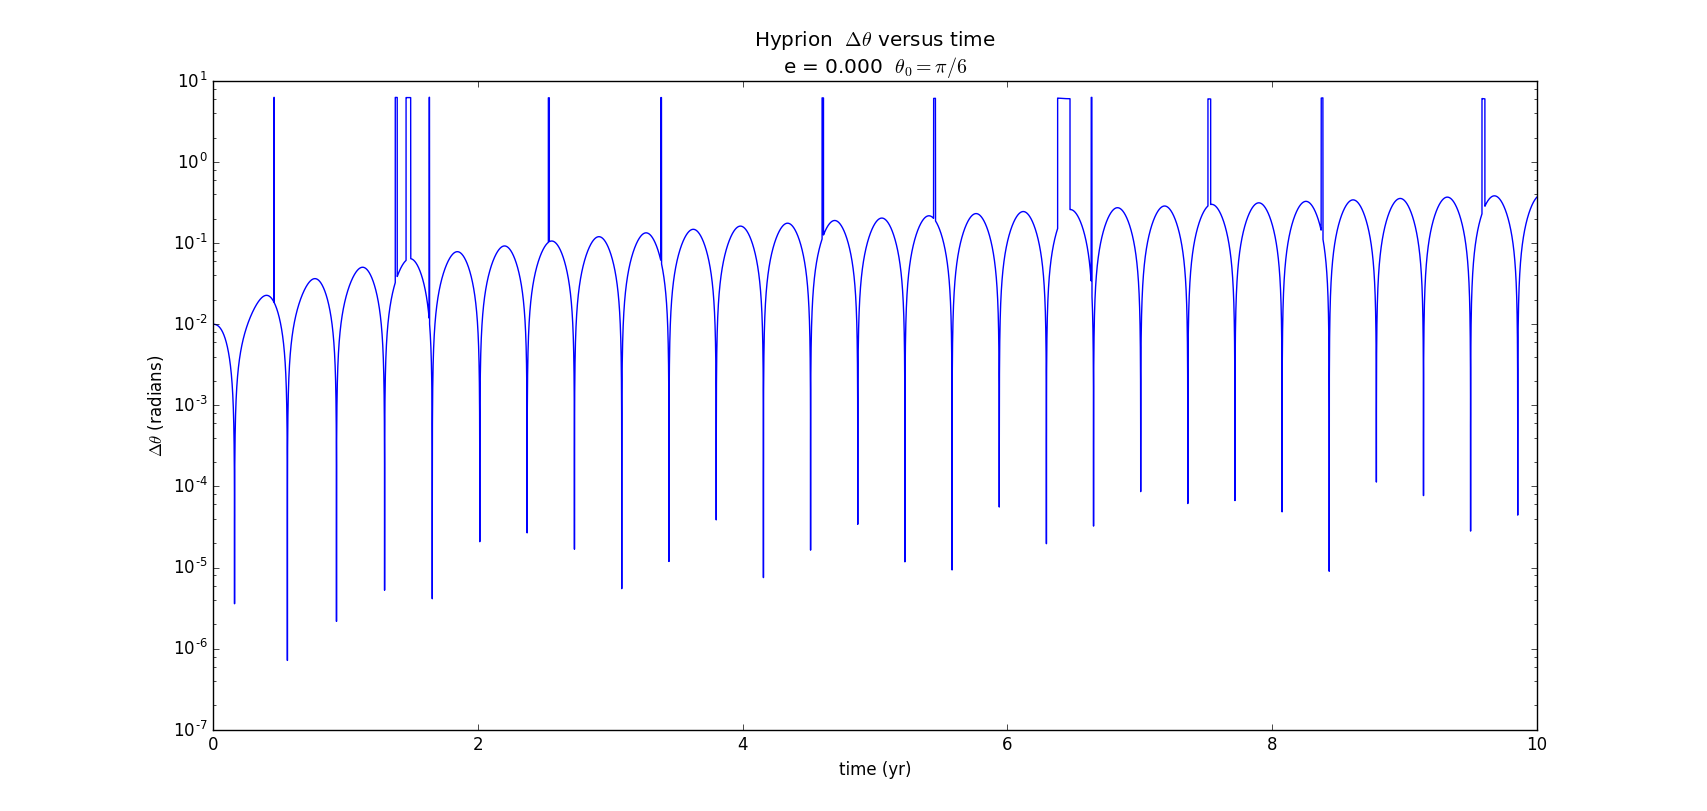 Hyprion Δθ versus time
e = 0.000 θ₀ = π/6
10¹
10⁰
10⁻¹
10⁻²
10⁻³
10⁻⁴
10⁻⁵
10⁻⁶
10⁻⁷
Δθ (radians)
0 2 4 6 8 10
time (yr)